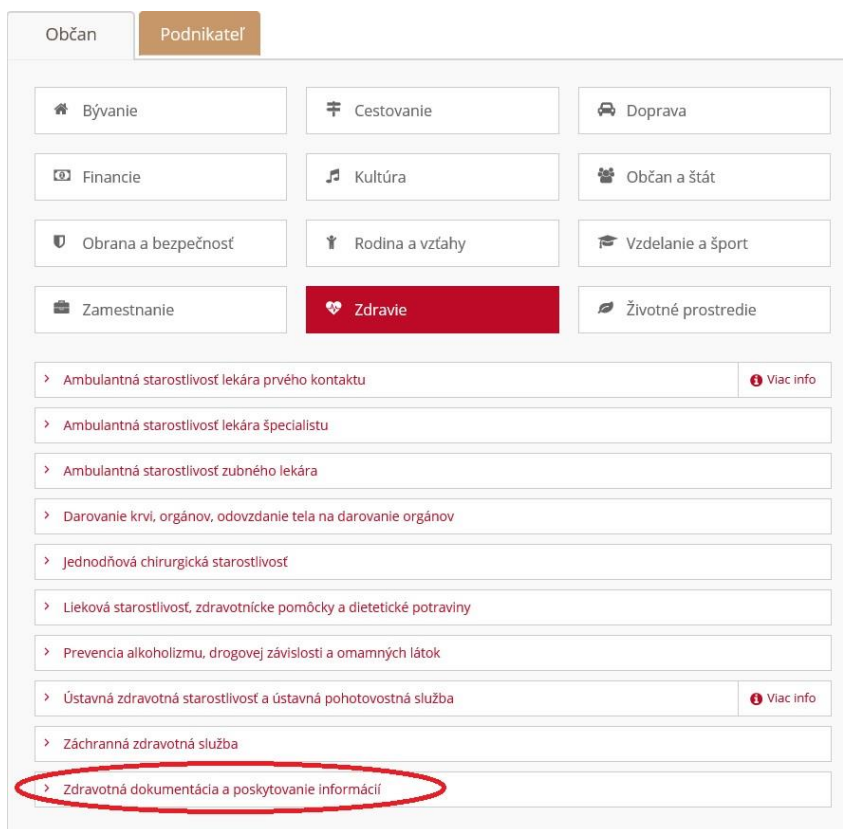 Občan Podnikateľ
Bývanie Cestovanie Doprava
Financie Kultúra Občan a štát
Obrana a bezpečnosť Rodina a vzťahy Vzdelanie a šport
Zamestnanie Zdravie Životné prostredie
Ambulantná starostlivosť lekára prvého kontaktu Viac info
Ambulantná starostlivosť lekára špecialistu
Ambulantná starostlivosť zubného lekára
Darovanie krvi, orgánov, odovzdanie tela na darovanie orgánov
Jednodňová chirurgická starostlivosť
Lieková starostlivosť, zdravotnícke pomôcky a dietetické potraviny
Prevencia alkoholizmu, drogovej závislosti a omamných látok
Ústavná zdravotná starostlivosť a ústavná pohotovostná služba Viac info
Záchranná zdravotná služba
Zdravotná dokumentácia a poskytovanie informácií